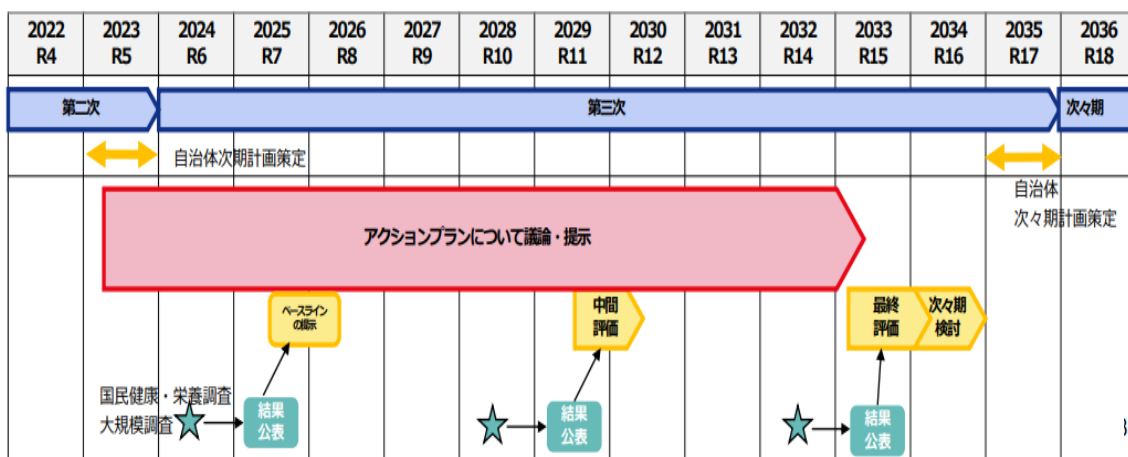 2022 2023 2024 2025 2026 2027 2028 2029 2030 2031 2032 2033 2034 2035 2036
R4 R5 R6 R7 R8 R9 R10 R11 R12 R13 R14 R15 R16 R17 R18
第二次 第三次 次々期
自治体次期計画策定
自治体
次々期計画策定
アクションプランについて議論・提示
ベースライン
の提示
中間
評価
最終
評価
次々期
検討
国民健康・栄養調査
大規模調査
結果
公表
結果
公表
結果
公表